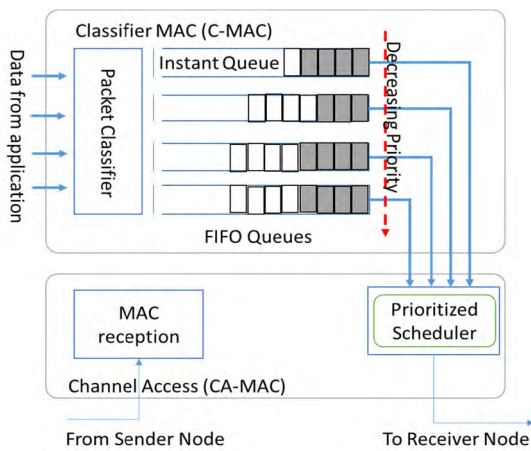 Classifier MAC (C-MAC)
Data from application
Packet Classifier
Instant Queue
Decreasing Priority
FIFO Queues
MAC
reception
Prioritized
Scheduler
Channel Access (CA-MAC)
From Sender Node
To Receiver Node